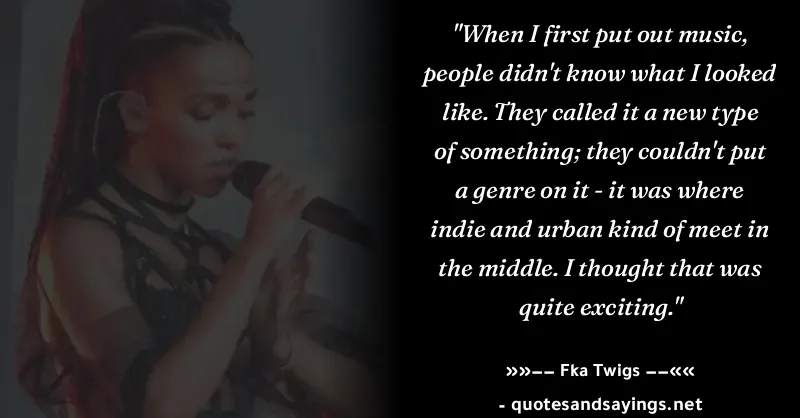 "When I first put out music,
people didn't know what I looked
like. They called it a new type
of something; they couldn't put
a genre on it - it was where
indie and urban kind of meet in
the middle. I thought that was
quite exciting."
»»−− Fka Twigs −−««
- quotesandsayings.net